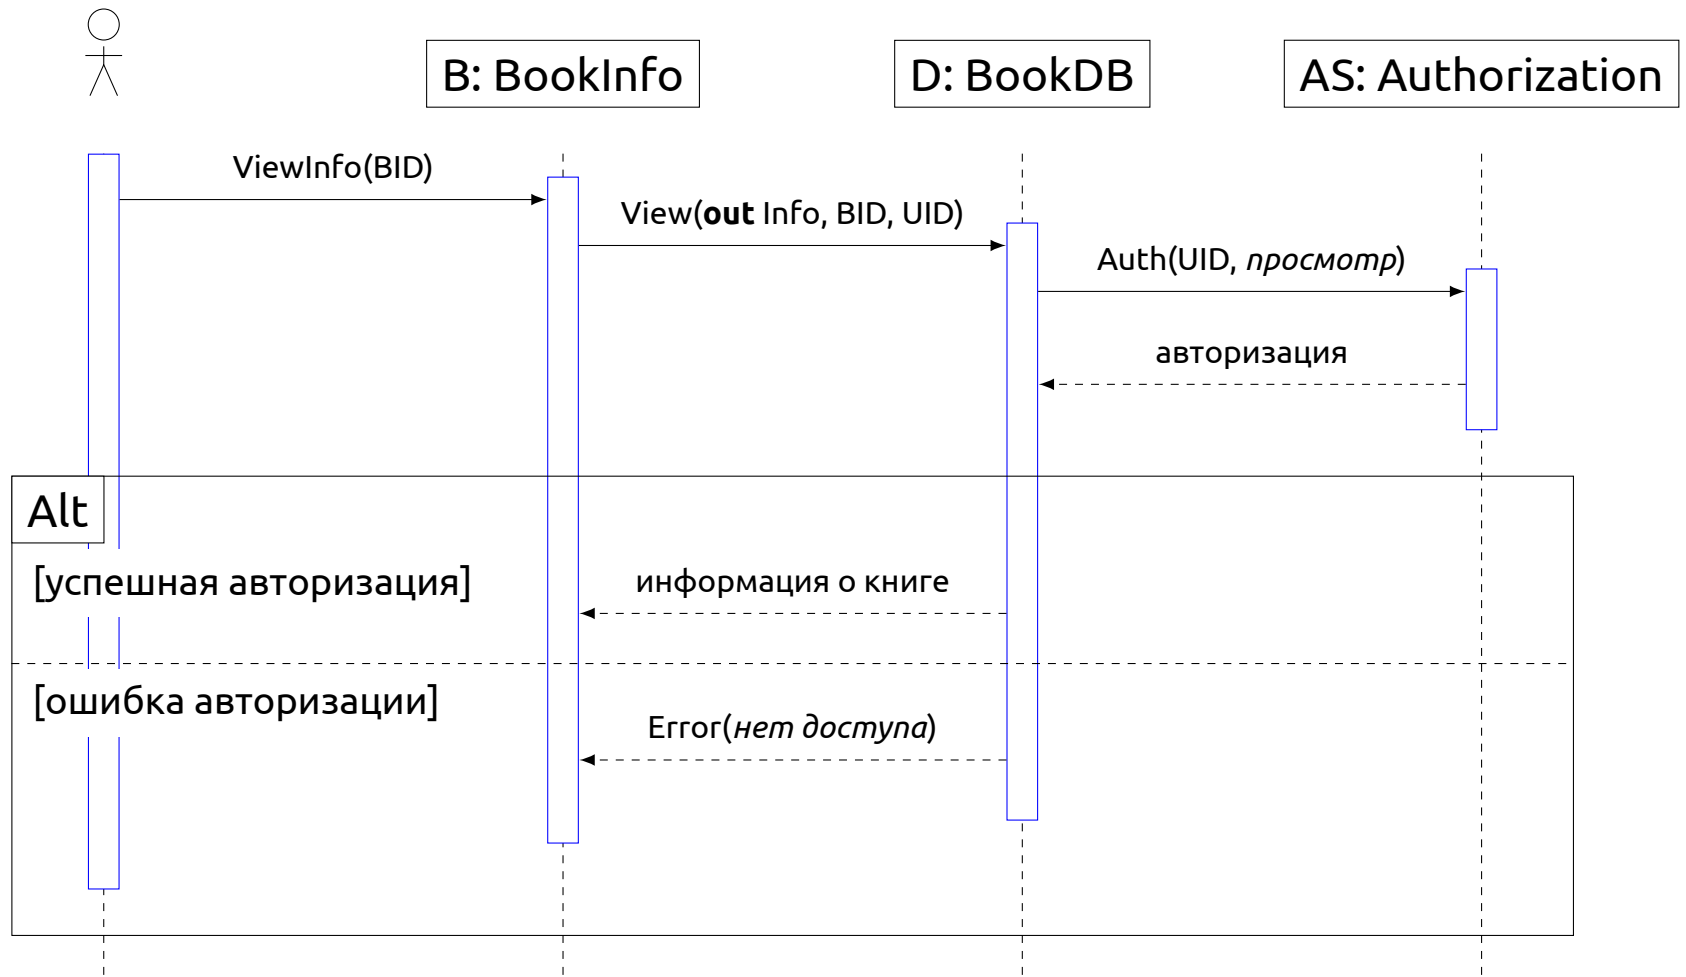 B: BookInfo
D: BookDB
AS: Authorization
ViewInfo(BID)
View(out Info, BID, UID)
Auth(UID, просмотр)
авторизация
Alt
[успешная авторизация]
информация о книге
[ошибка авторизации]
Error(нет доступа)